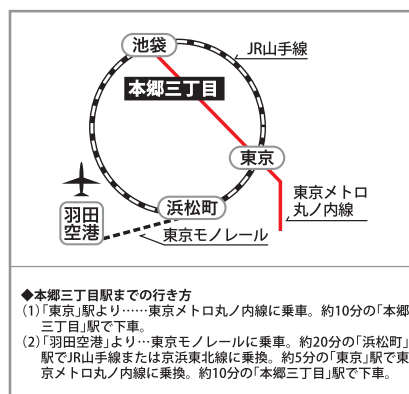 池袋
JR山手線
本郷三丁目
東京
東京メトロ
丸ノ内線
浜松町
羽田
空港
東京モノレール
◆本郷三丁目駅までの行き方
(1)「東京」駅より……東京メトロ丸ノ内線に乗車。約10分の「本郷
三丁目」駅で下車。
(2)「羽田空港」より…東京モノレールに乗車。約20分の「浜松町」
駅でJR山手線または京浜東北線に乗換。約5分の「東京」駅で東
京メトロ丸ノ内線に乗換。約10分の「本郷三丁目」駅で下車。